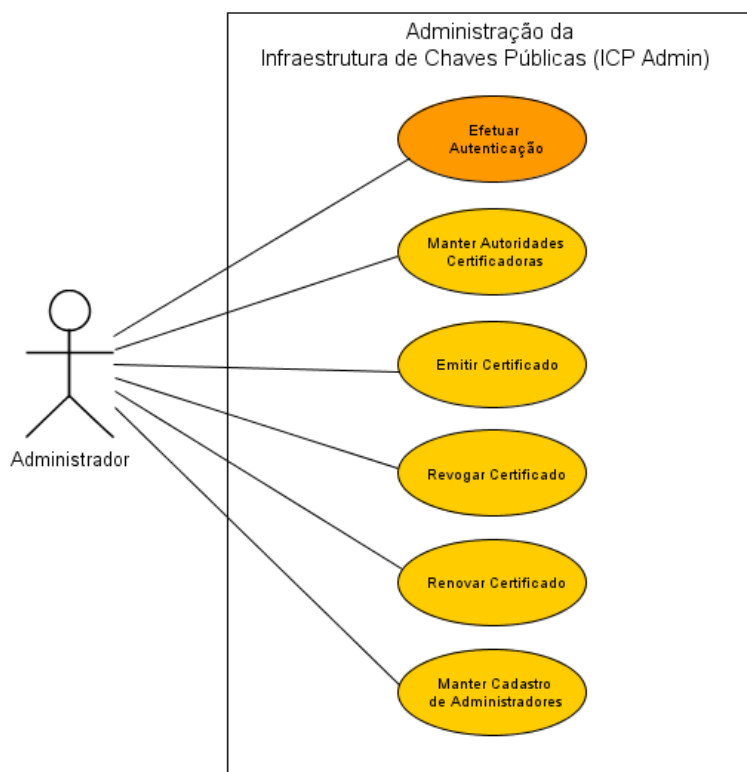 Administração da
Infraestrutura de Chaves Públicas (ICP Admin)
Efetuar
Autenticação
Manter Autoridades
Certificadoras
Emitir Certificado
Administrador
Revogar Certificado
Renovar Certificado
Manter Cadastro
de Administradores